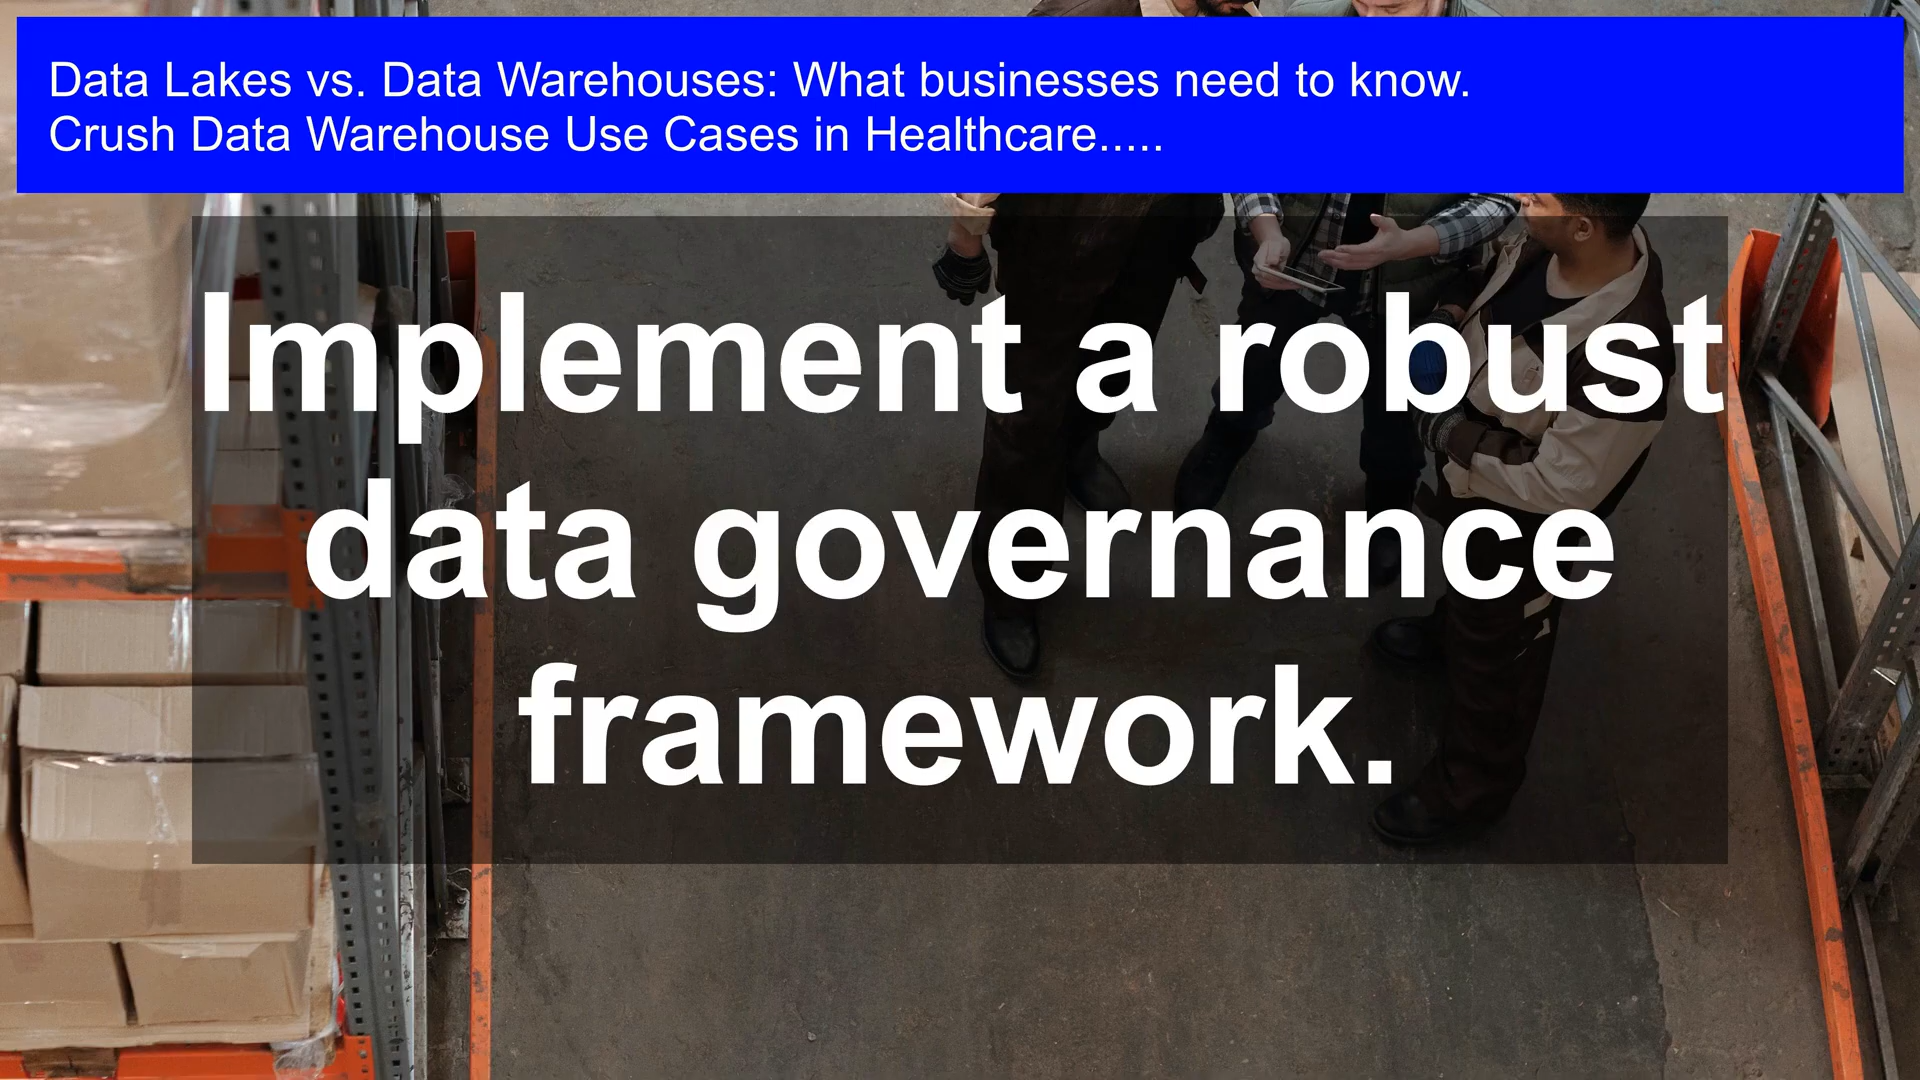 Data Lakes vs. Data Warehouses: What businesses need to know.
Crush Data Warehouse Use Cases in Healthcare.....
Implement a robust
data governance
framework.